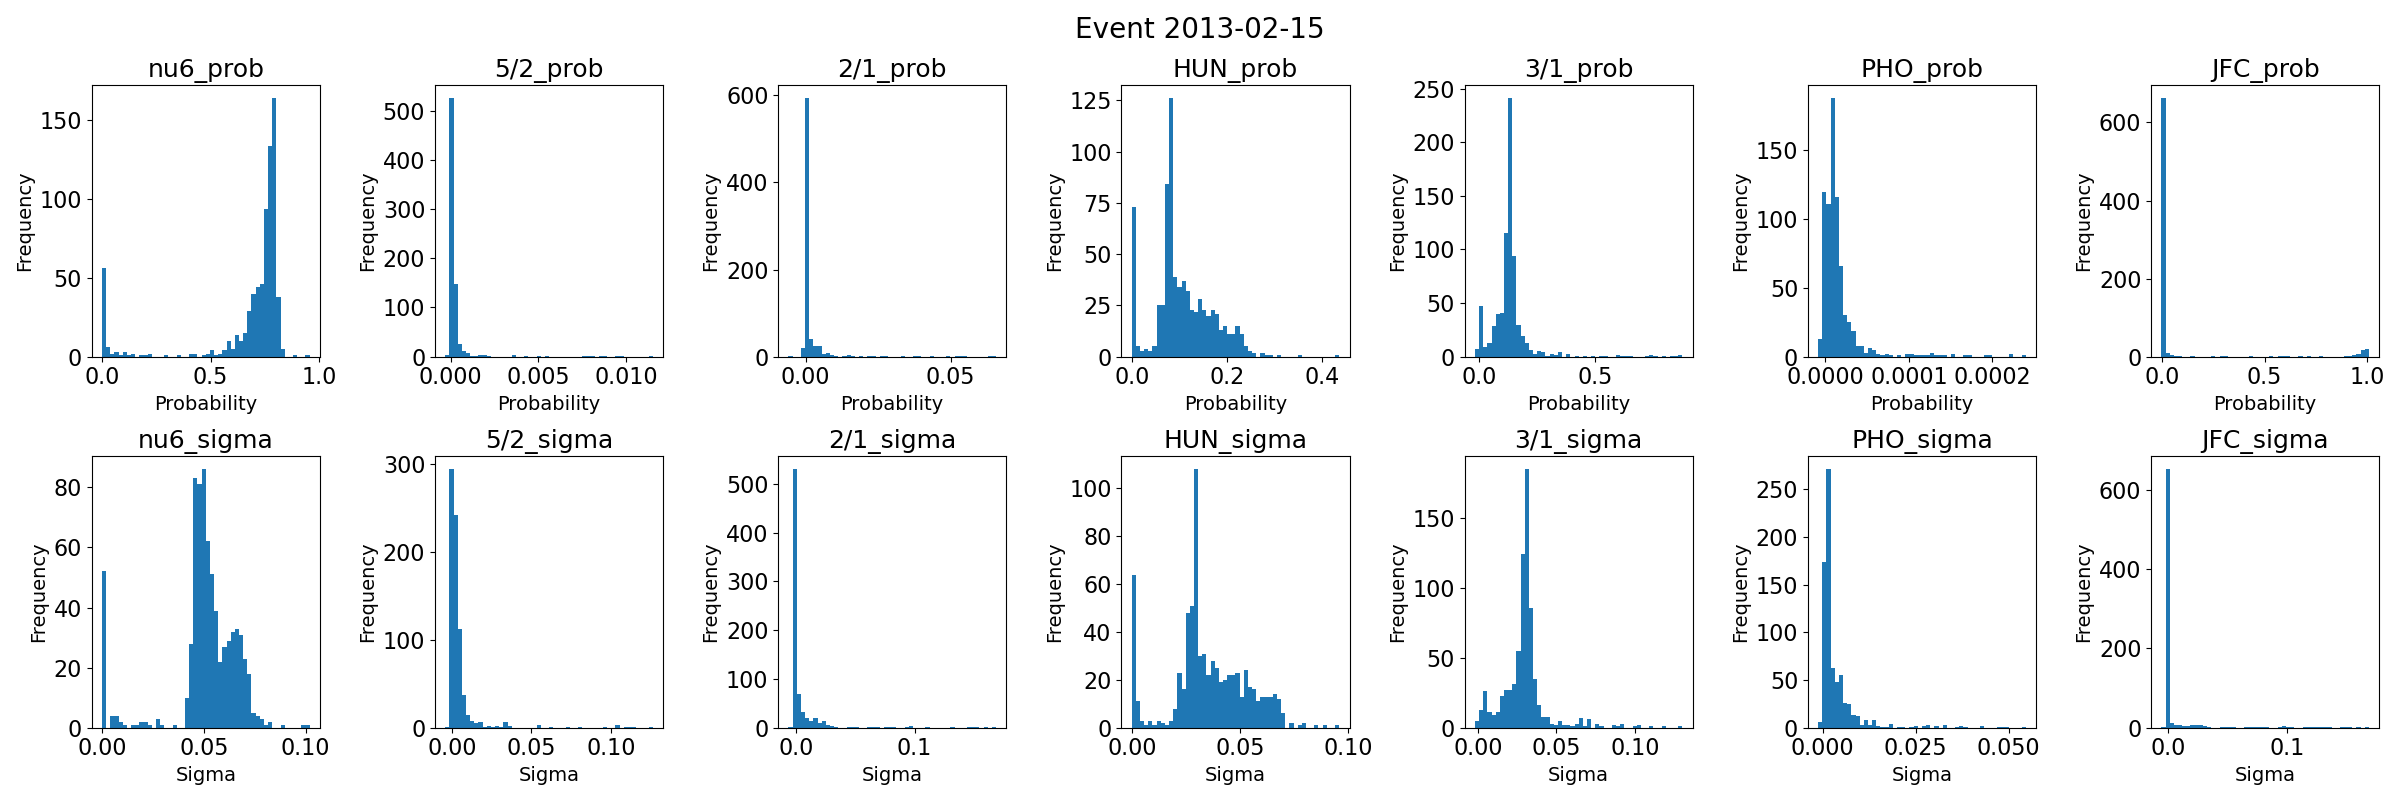 Event 2013-02-15
nu6_prob 5/2_prob 2/1_prob HUN_prob 3/1_prob PHO_prob JFC_prob
Frequency
150
100
50
0
0.0 0.5 1.0
Probability
Frequency
500
400
300
200
100
0
0.000 0.005 0.010
Probability
Frequency
600
400
200
0
0.00 0.05
Probability
Frequency
125
100
75
50
25
0
0.0 0.2 0.4
Probability
Frequency
250
200
150
100
50
0
0.0 0.5
Probability
Frequency
150
100
50
0
0.0000 0.0001 0.0002
Probability
Frequency
600
400
200
0
0.0 0.5 1.0
Probability
nu6_sigma 5/2_sigma 2/1_sigma HUN_sigma 3/1_sigma PHO_sigma JFC_sigma
Frequency
80
60
40
20
0
0.00 0.05 0.10
Sigma
Frequency
300
200
100
0
0.00 0.05 0.10
Sigma
Frequency
500
400
300
200
100
0
0.0 0.1
Sigma
Frequency
100
80
60
40
20
0
0.00 0.05 0.10
Sigma
Frequency
150
100
50
0
0.00 0.05 0.10
Sigma
Frequency
250
200
150
100
50
0
0.000 0.025 0.050
Sigma
Frequency
600
400
200
0
0.0 0.1
Sigma